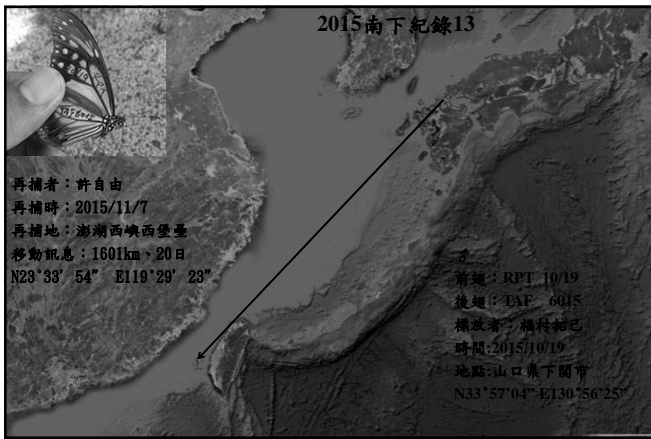 2015南下紀錄13
再捕者：許自由
再捕時：2015/11/7
再捕地：澎湖西嶼西堡壘
移動訊息：1601km、20日
N23°33′54” E119°29′23”
♂
前翅：RPT 10/19
後翅：TAF 6015
標放者：福村拓己
時間:2015/10/19
地點:山口県下関市
N33°57'04” E130°56'25”